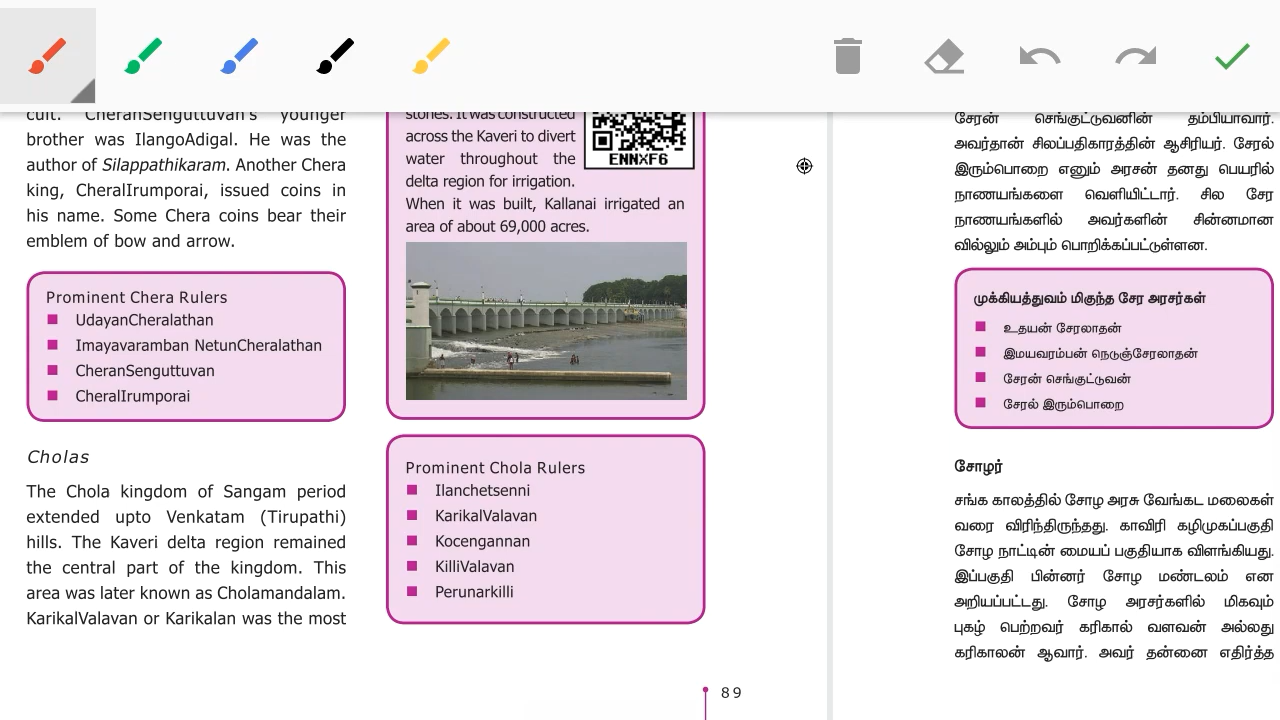 cult. CheranSenguttuvan's younger
brother was IlangoAdigal. He was the
author of Silappathikaram. Another Chera
king, CheralIrumporai, issued coins in
his name. Some Chera coins bear their
emblem of bow and arrow.
Prominent Chera Rulers
UdayanCheralathan
Imayavaramban NetunCheralathan
CheranSenguttuvan
CheralIrumporai
Cholas
The Chola kingdom of Sangam period
extended upto Venkatam (Tirupathi)
hills. The Kaveri delta region remained
the central part of the kingdom. This
area was later known as Cholamandalam.
KarikalValavan or Karikalan was the most
stones. It was constructed
across the Kaveri to divert
water throughout the
delta region for irrigation.
When it was built, Kallanai irrigated an
area of about 69,000 acres.
ENNXF6
Prominent Chola Rulers
Ilanchetsenni
KarikalValavan
Kocengannan
KilliValavan
Perunarkilli
89
சேரன் செங்குட்டுவனின் தம்பியாவார்.
அவர்தான் சிலப்பதிகாரத்தின் ஆசிரியர். சேரல்
இரும்பொறை எனும் அரசன் தனது பெயரில்
நாணயங்களை வெளியிட்டார். சில சேர
நாணயங்களில் அவர்களின் சின்னமான
வில்லும் அம்பும் பொறிக்கப்பட்டுள்ளன.
முக்கியத்துவம் மிகுந்த சேர அரசர்கள்
உதயன் சேரலாதன்
இமயவரம்பன் நெடுஞ்சேரலாதன்
சேரன் செங்குட்டுவன்
சேரல் இரும்பொறை
சோழர்
சங்க காலத்தில் சோழ அரசு வேங்கட மலைகள்
வரை விரிந்திருந்தது. காவிரி கழிமுகப்பகுதி
சோழ நாட்டின் மையப் பகுதியாக விளங்கியது.
இப்பகுதி பின்னர் சோழ மண்டலம் என
அறியப்பட்டது. சோழ அரசர்களில் மிகவும்
புகழ் பெற்றவர் கரிகால் வளவன் அல்லது
கரிகாலன் ஆவார். அவர் தன்னை எதிர்த்த